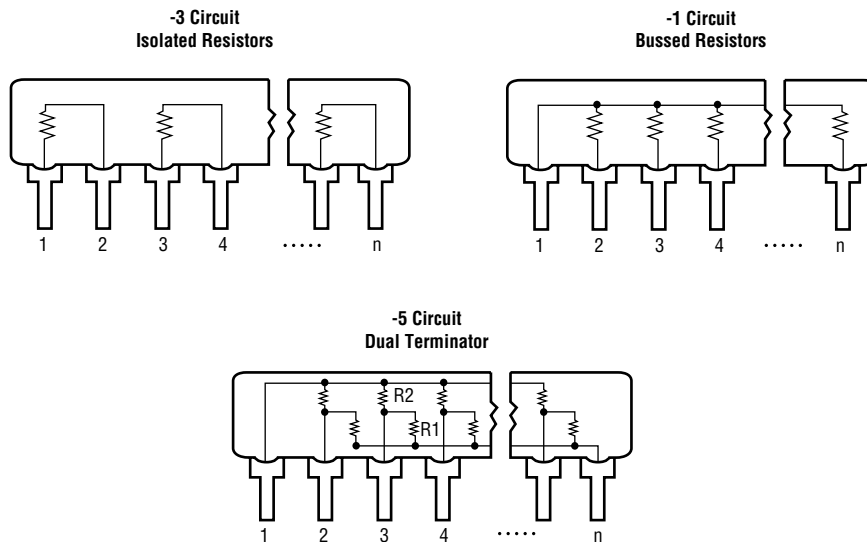 -3 Circuit
Isolated Resistors
1 2 3 4 ..... n
-1 Circuit
Bussed Resistors
1 2 3 4 ..... n
-5 Circuit
Dual Terminator
R2
R1
1 2 3 4 ..... n